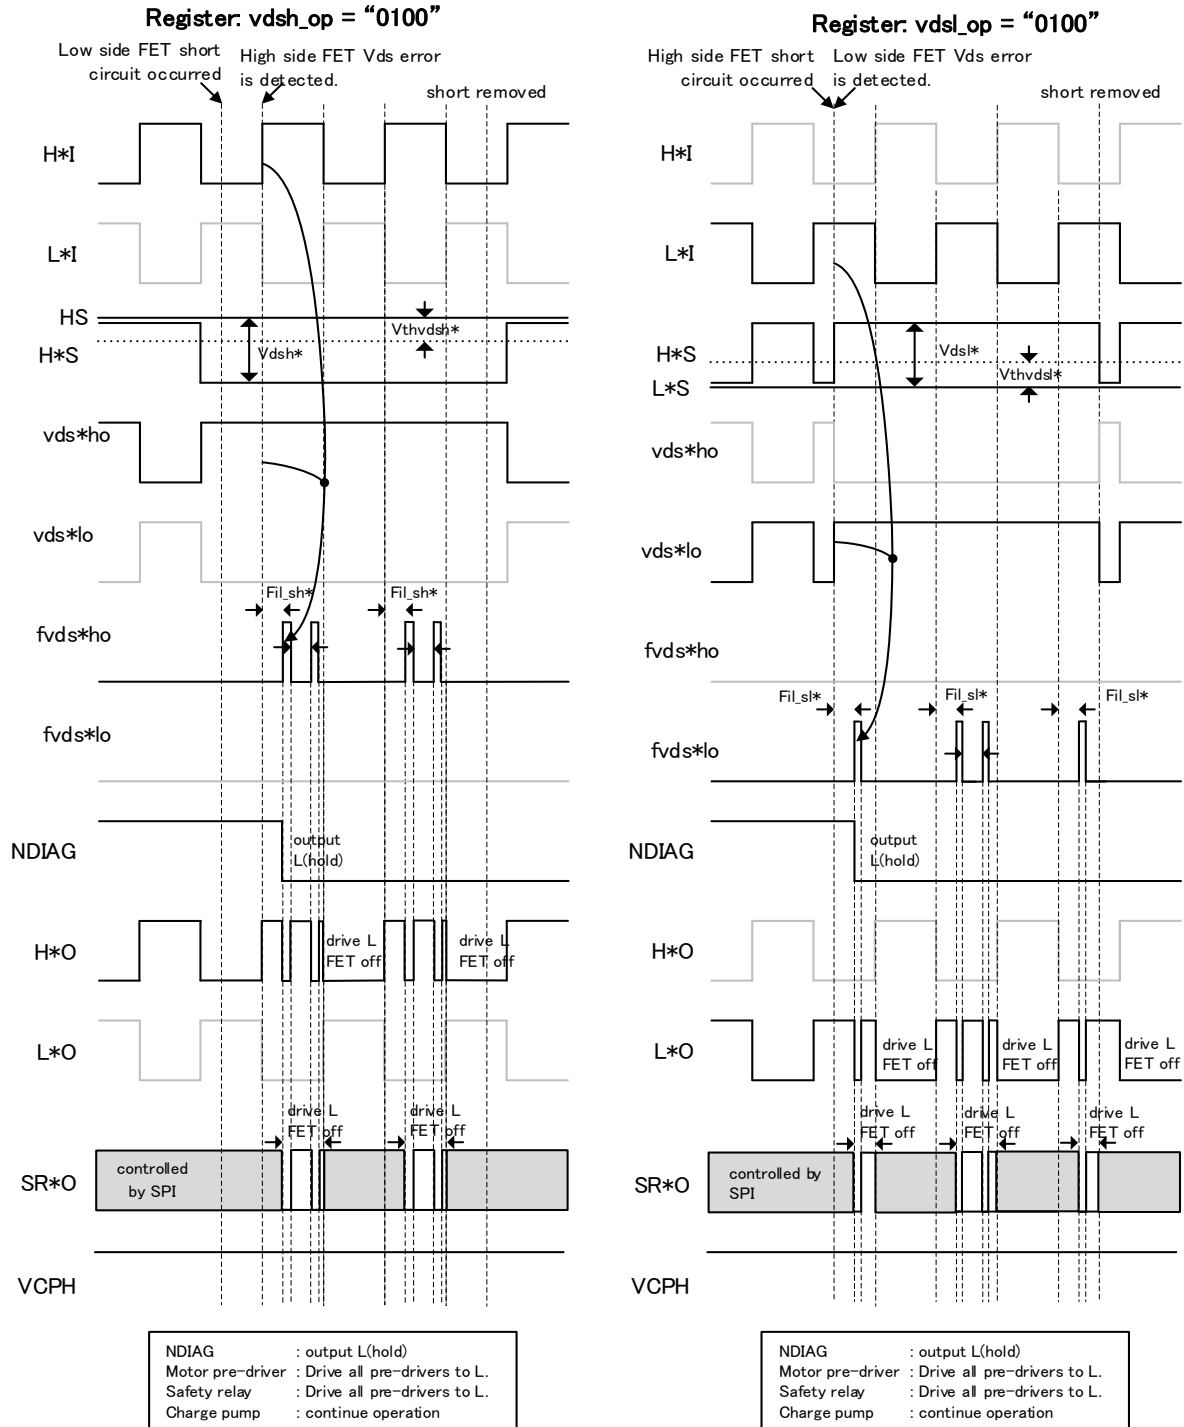 Register: vdsh_op = “0100”
Low side FET short
circuit occurred
High side FET Vds error
is detected.
short removed
H*I
L*I
HS
H*S
Vdsh*
Vthvdsh*
vds*ho
vds*lo
Fil_sh*
Fil_sh*
fvds*ho
fvds*lo
NDIAG
output
L(hold)
H*O
drive L
FET off
drive L
FET off
L*O
drive L
FET off
drive L
FET off
SR*O
controlled
by SPI
VCPH
NDIAG : output L(hold)
Motor pre-driver : Drive all pre-drivers to L.
Safety relay : Drive all pre-drivers to L.
Charge pump : continue operation
Register: vdsl_op = “0100”
High side FET short
circuit occurred
Low side FET Vds error
is detected.
short removed
H*I
L*I
H*S
L*S
Vdsl*
Vthvdsl*
vds*ho
vds*lo
fvds*ho
Fil_sl*
Fil_sl*
Fil_sl*
fvds*lo
NDIAG
output
L(hold)
H*O
L*O
drive L
FET off
drive L
FET off
drive L
FET off
drive L
FET off
drive L
FET off
drive L
FET off
SR*O
controlled by
SPI
VCPH
NDIAG : output L(hold)
Motor pre-driver : Drive all pre-drivers to L.
Safety relay : Drive all pre-drivers to L.
Charge pump : continue operation